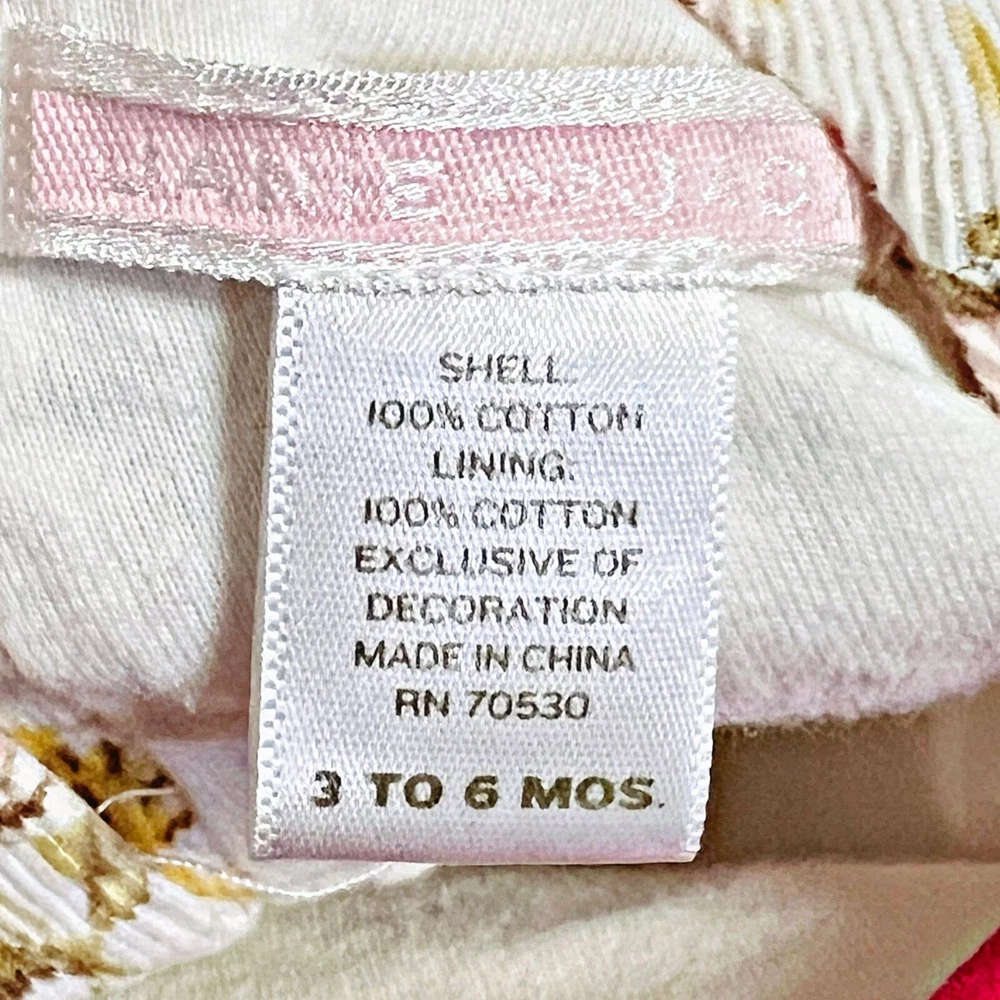 SHELL:
100% COTTON
LINING:
100% COTTON
EXCLUSIVE OF
DECORATION
MADE IN CHINA
RN 70530
3 TO 6 MOS.